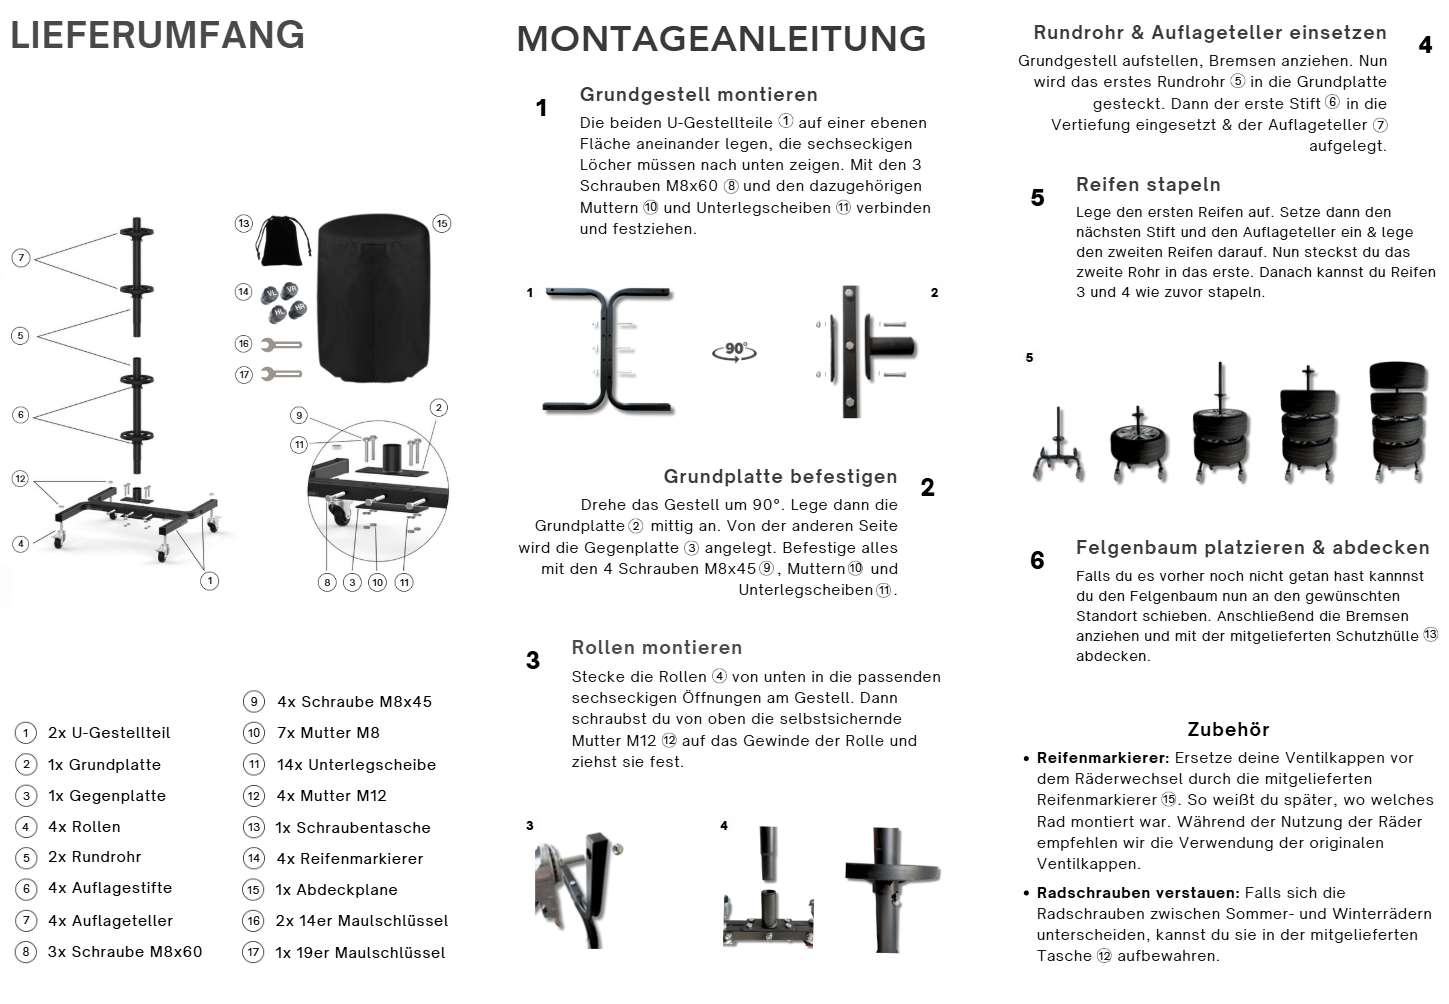 LIEFERUMFANG
7
5
6
12
4
1
13
14
VL
VR
HL
HR
16
17
15
9
11
2
8
3
10
11
1 2x U-Gestellteil
2 1x Grundplatte
3 1x Gegenplatte
4 4x Rollen
5 2x Rundrohr
6 4x Auflagestifte
7 4x Auflageteller
8 3x Schraube M8x60
9 4x Schraube M8x45
10 7x Mutter M8
11 14x Unterlegscheibe
12 4x Mutter M12
13 1x Schraubentasche
14 4x Reifenmarkierer
15 1x Abdeckplane
16 2x 14er Maulschlüssel
17 1x 19er Maulschlüssel
MONTAGEANLEITUNG
1
Grundgestell montieren
Die beiden U-Gestellteile ① auf einer ebenen
Fläche aneinander legen, die sechseckigen
Löcher müssen nach unten zeigen. Mit den 3
Schrauben M8x60 ⑧ und den dazugehörigen
Muttern ⑩ und Unterlegscheiben ⑪ verbinden
und festziehen.
1
90°
2
Grundplatte befestigen
2
Drehe das Gestell um 90°. Lege dann die
Grundplatte ② mittig an. Von der anderen Seite
wird die Gegenplatte ③ angelegt. Befestige alles
mit den 4 Schrauben M8x45 ⑨, Muttern ⑩ und
Unterlegscheiben ⑪.
3
Rollen montieren
Stecke die Rollen ④ von unten in die passenden
sechseckigen Öffnungen am Gestell. Dann
schraubst du von oben die selbstsichernde
Mutter M12 ⑫ auf das Gewinde der Rolle und
ziehst sie fest.
3
4
Rundrohr & Auflageteller einsetzen
4
Grundgestell aufstellen, Bremsen anziehen. Nun
wird das erstes Rundrohr ⑤ in die Grundplatte
gesteckt. Dann der erste Stift ⑥ in die
Vertiefung eingesetzt & der Auflageteller ⑦
aufgelegt.
5
Reifen stapeln
Lege den ersten Reifen auf. Setze dann den
nächsten Stift und den Auflageteller ein & lege
den zweiten Reifen darauf. Nun steckst du das
zweite Rohr in das erste. Danach kannst du Reifen
3 und 4 wie zuvor stapeln.
5
6
Felgenbaum platzieren & abdecken
Falls du es vorher noch nicht getan hast kannnst
du den Felgenbaum nun an den gewünschten
Standort schieben. Anschließend die Bremsen
anziehen und mit der mitgelieferten Schutzhülle ⑬
abdecken.
Zubehör
• Reifenmarkierer: Ersetze deine Ventilkappen vor
dem Räderwechsel durch die mitgelieferten
Reifenmarkierer ⑮. So weißt du später, wo welches
Rad montiert war. Während der Nutzung der Räder
empfehlen wir die Verwendung der originalen
Ventilkappen.
• Radschrauben verstauen: Falls sich die
Radschrauben zwischen Sommer- und Winterrädern
unterscheiden, kannst du sie in der mitgelieferten
Tasche ⑫ aufbewahren.